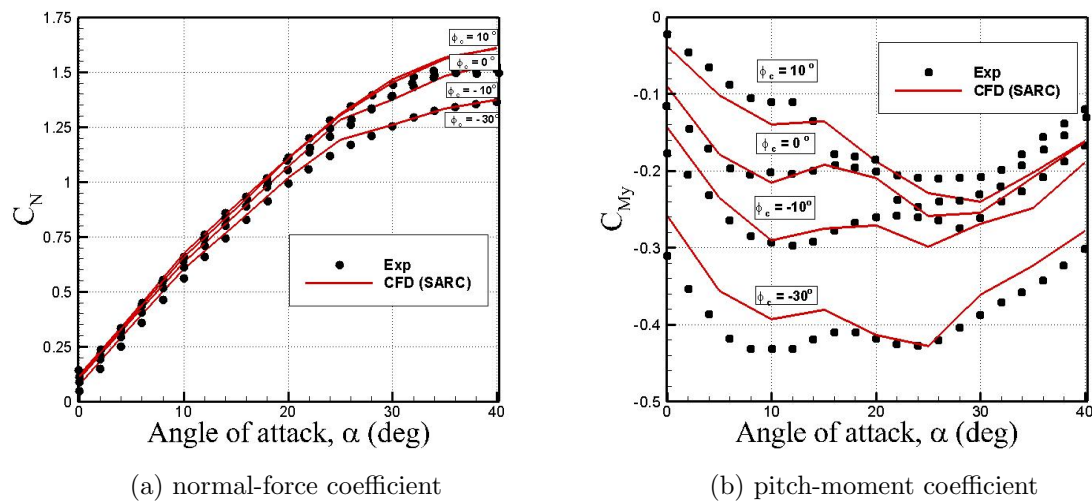 1.75
1.5
1.25
1
0.75
0.5
0.25
0
C_N
ϕ_c = 10°
ϕ_c = 0°
ϕ_c = - 10°
ϕ_c = -30°
Exp
CFD (SARC)
0 10 20 30 40
Angle of attack, α (deg)
(a) normal-force coefficient
0
-0.1
-0.2
-0.3
-0.4
-0.5
C_My
ϕ_c = 10°
ϕ_c = 0°
ϕ_c = -10°
ϕ_c = -30°
Exp
CFD (SARC)
0 10 20 30 40
Angle of attack, α (deg)
(b) pitch-moment coefficient